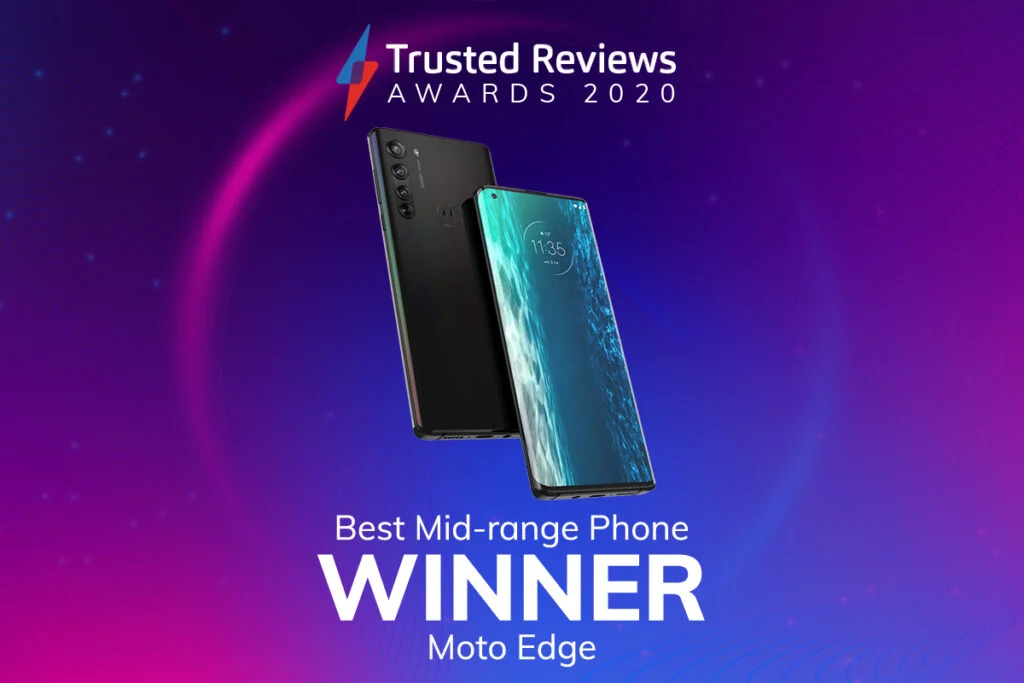 Trusted Reviews
AWARDS 2020
11:35
Best Mid-range Phone
WINNER
Moto Edge